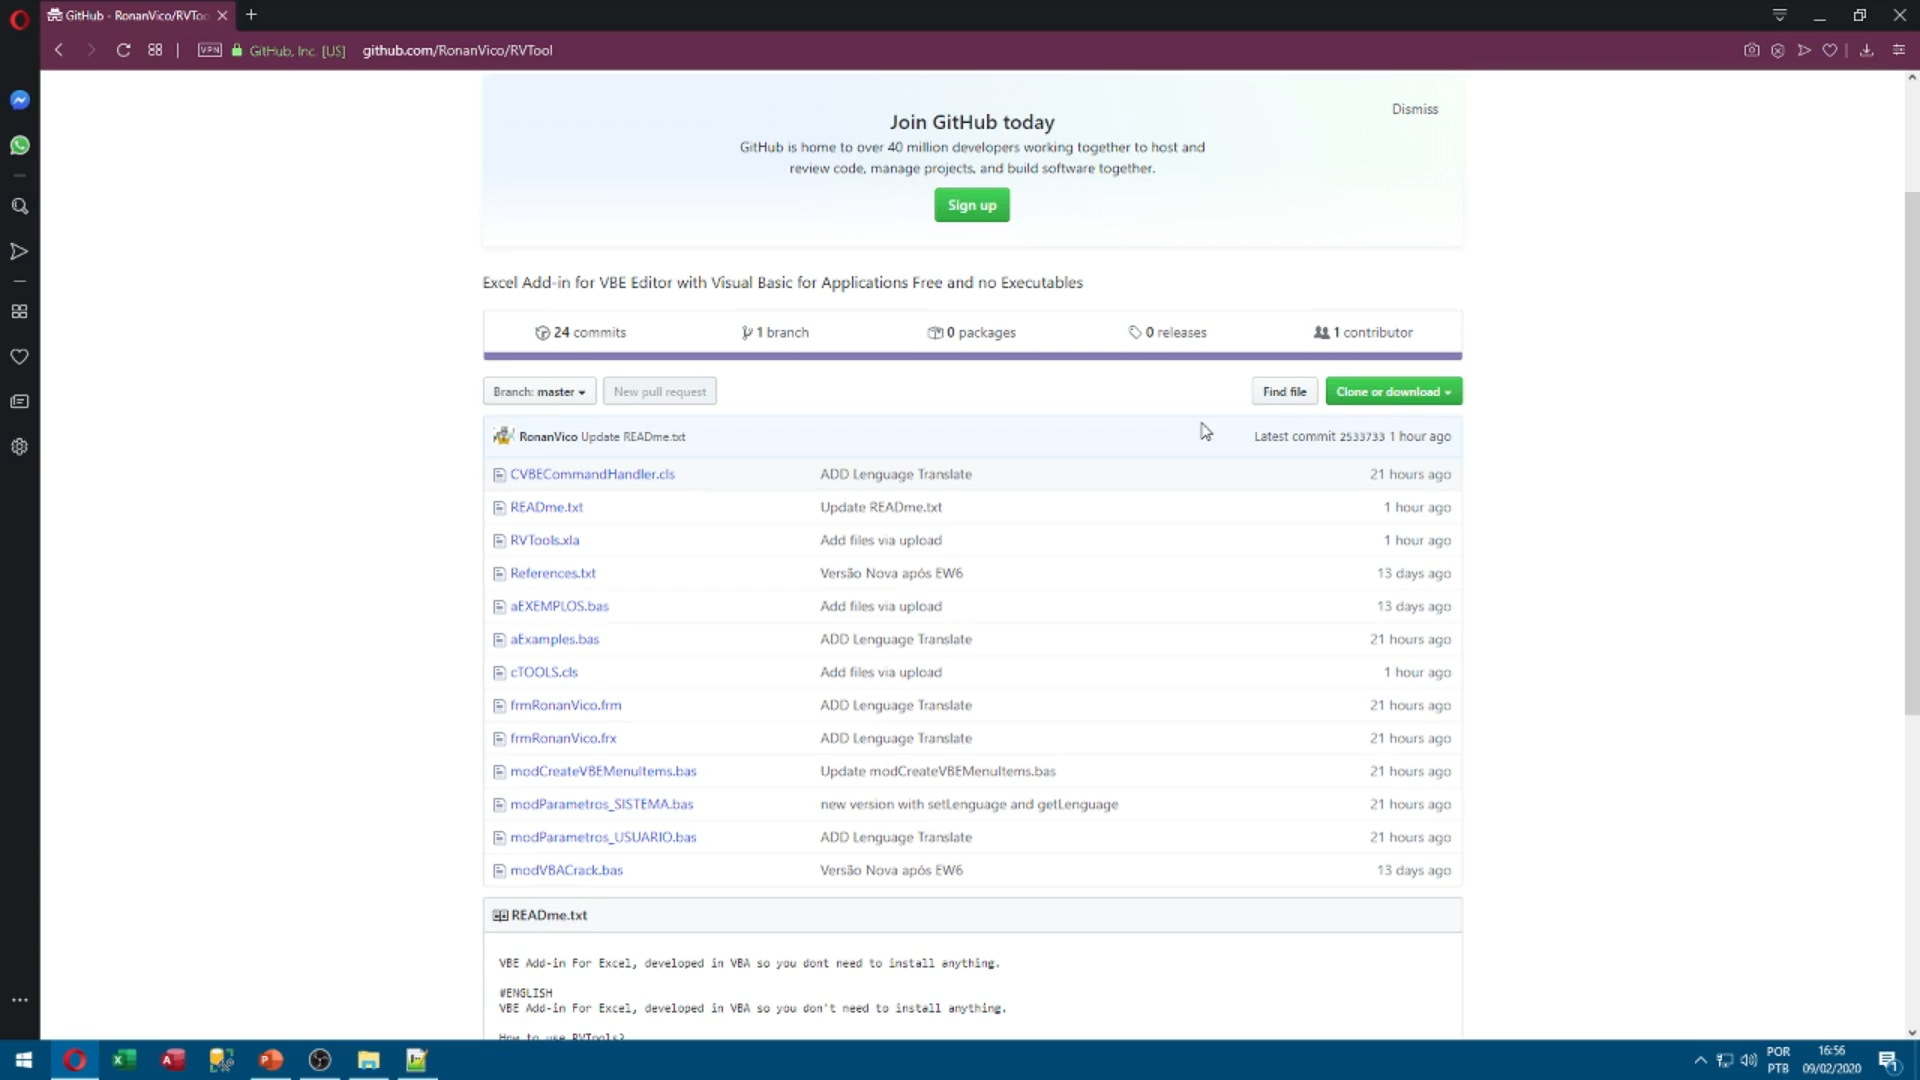 GitHub - RonanVico/RVToo
VPN GitHub, Inc. [US] github.com/RonanVico/RVTool
Dismiss
Join GitHub today
GitHub is home to over 40 million developers working together to host and
review code, manage projects, and build software together.
Sign up
Excel Add-in for VBE Editor with Visual Basic for Applications Free and no Executables
24 commits 1 branch 0 packages 0 releases 1 contributor
Branch: master New pull request Find file Clone or download
RonanVico Update READme.txt Latest commit 2533733 1 hour ago
CVBECommandHandler.cls ADD Lenguage Translate 21 hours ago
READme.txt Update READme.txt 1 hour ago
RVTools.xla Add files via upload 1 hour ago
References.txt Versão Nova após EW6 13 days ago
aEXEMPLOS.bas Add files via upload 13 days ago
aExamples.bas ADD Lenguage Translate 21 hours ago
cTOOLS.cls Add files via upload 1 hour ago
frmRonanVico.frm ADD Lenguage Translate 21 hours ago
frmRonanVico.frx ADD Lenguage Translate 21 hours ago
modCreateVBEMenuItems.bas Update modCreateVBEMenuItems.bas 21 hours ago
modParametros_SISTEMA.bas new version with setLenguage and getLenguage 21 hours ago
modParametros_USUARIO.bas ADD Lenguage Translate 21 hours ago
modVBACrack.bas Versão Nova após EW6 13 days ago
READme.txt
VBE Add-in For Excel, developed in VBA so you dont need to install anything.
#ENGLISH
VBE Add-in For Excel, developed in VBA so you don't need to install anything.
How to use RVTools?
POR 16:56
PTB 09/02/2020